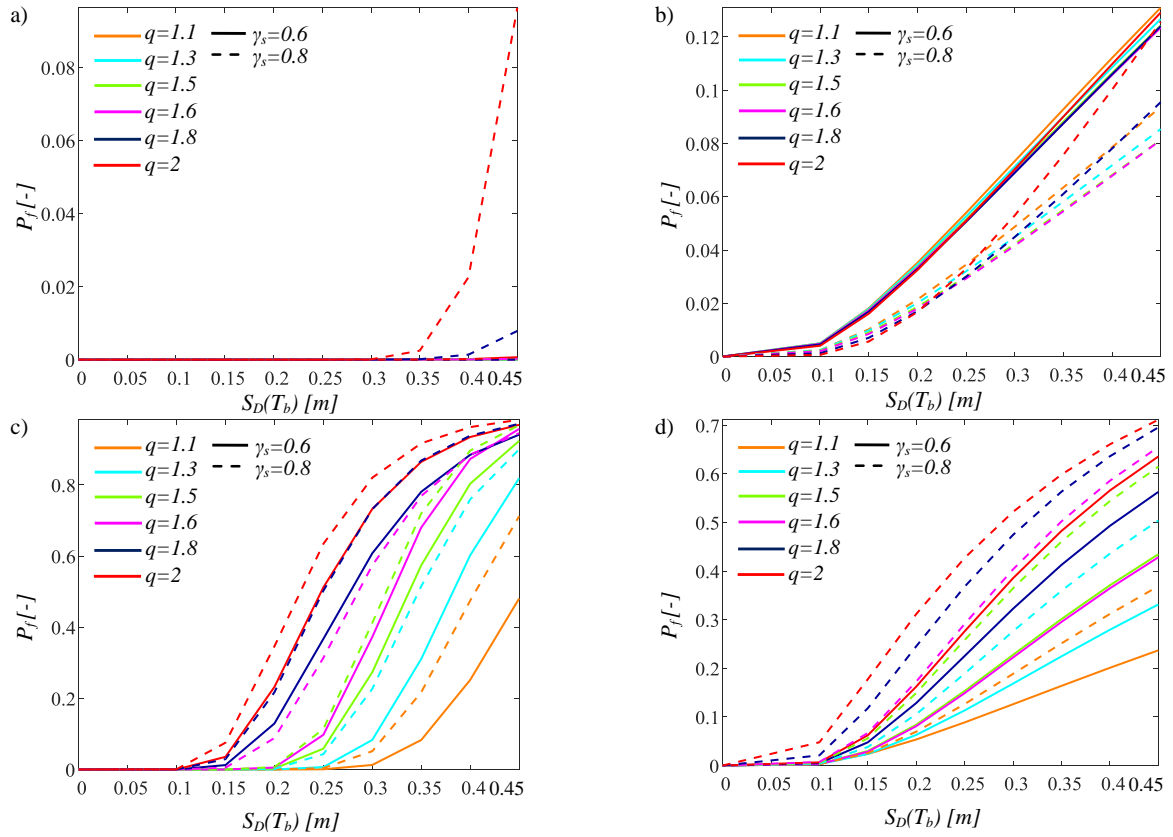 a)
q=1.1
q=1.3
q=1.5
q=1.6
q=1.8
q=2
γs=0.6
γs=0.8
0.08
0.06
0.04
0.02
0
Pf [-]
0 0.05 0.1 0.15 0.2 0.25 0.3 0.35 0.4 0.45
SD(Tb) [m]
b)
q=1.1
q=1.3
q=1.5
q=1.6
q=1.8
q=2
γs=0.6
γs=0.8
0.12
0.1
0.08
0.06
0.04
0.02
0
Pf [-]
0 0.05 0.1 0.15 0.2 0.25 0.3 0.35 0.4 0.45
SD(Tb) [m]
c)
q=1.1
q=1.3
q=1.5
q=1.6
q=1.8
q=2
γs=0.6
γs=0.8
0.8
0.6
0.4
0.2
0
Pf [-]
0 0.05 0.1 0.15 0.2 0.25 0.3 0.35 0.4 0.45
SD(Tb) [m]
d)
q=1.1
q=1.3
q=1.5
q=1.6
q=1.8
q=2
γs=0.6
γs=0.8
0.7
0.6
0.5
0.4
0.3
0.2
0.1
0
Pf [-]
0 0.05 0.1 0.15 0.2 0.25 0.3 0.35 0.4 0.45
SD(Tb) [m]